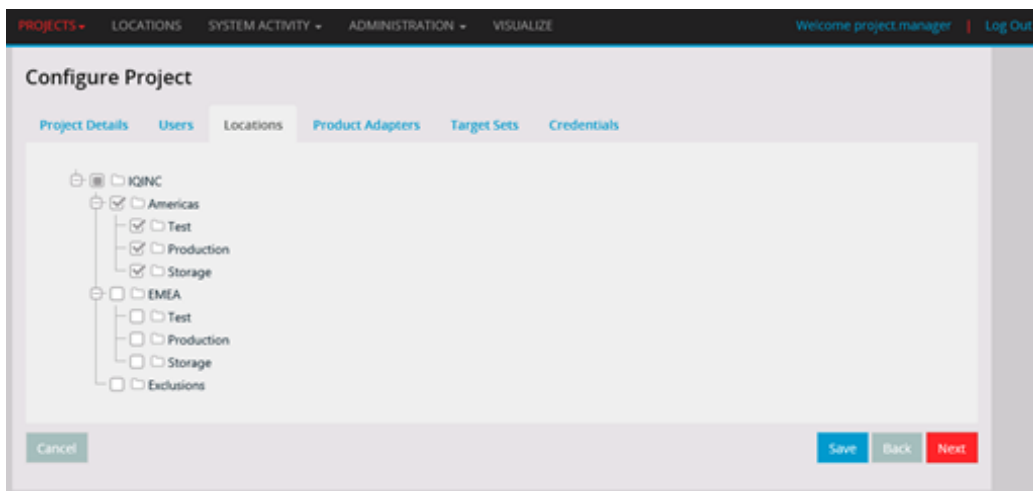 PROJECTS LOCATIONS SYSTEM ACTIVITY ADMINISTRATION VISUALIZE Welcome project.manager | Log Out
Configure Project
Project Details Users Locations Product Adapters Target Sets Credentials
IQINC
Americas
Test
Production
Storage
EMEA
Test
Production
Storage
Exclusions
Cancel Save Back Next